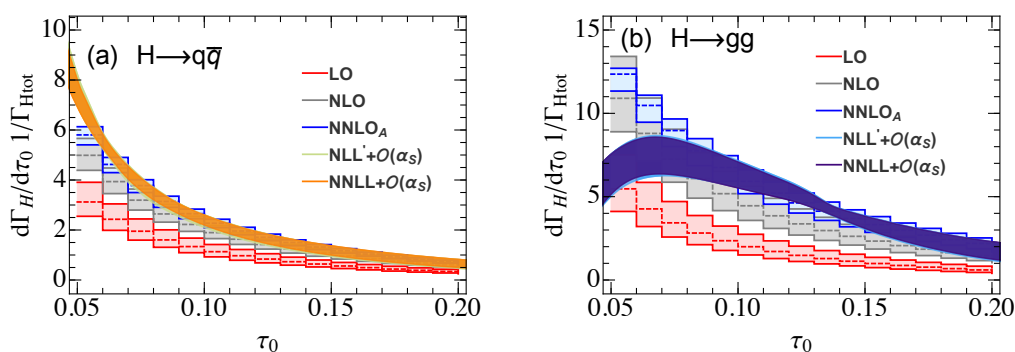 (a) H⟶qq̅
dΓH/dτ0 1/ΓHtot
8
6
4
2
0
0.05
0.10
0.15
0.20
τ0
LO
NLO
NNLOA
NLL'+O(αS)
NNLL+O(αS)
(b) H⟶gg
dΓH/dτ0 1/ΓHtot
15
10
5
0
0.05
0.10
0.15
0.20
τ0
LO
NLO
NNLOA
NLL'+O(αS)
NNLL+O(αS)